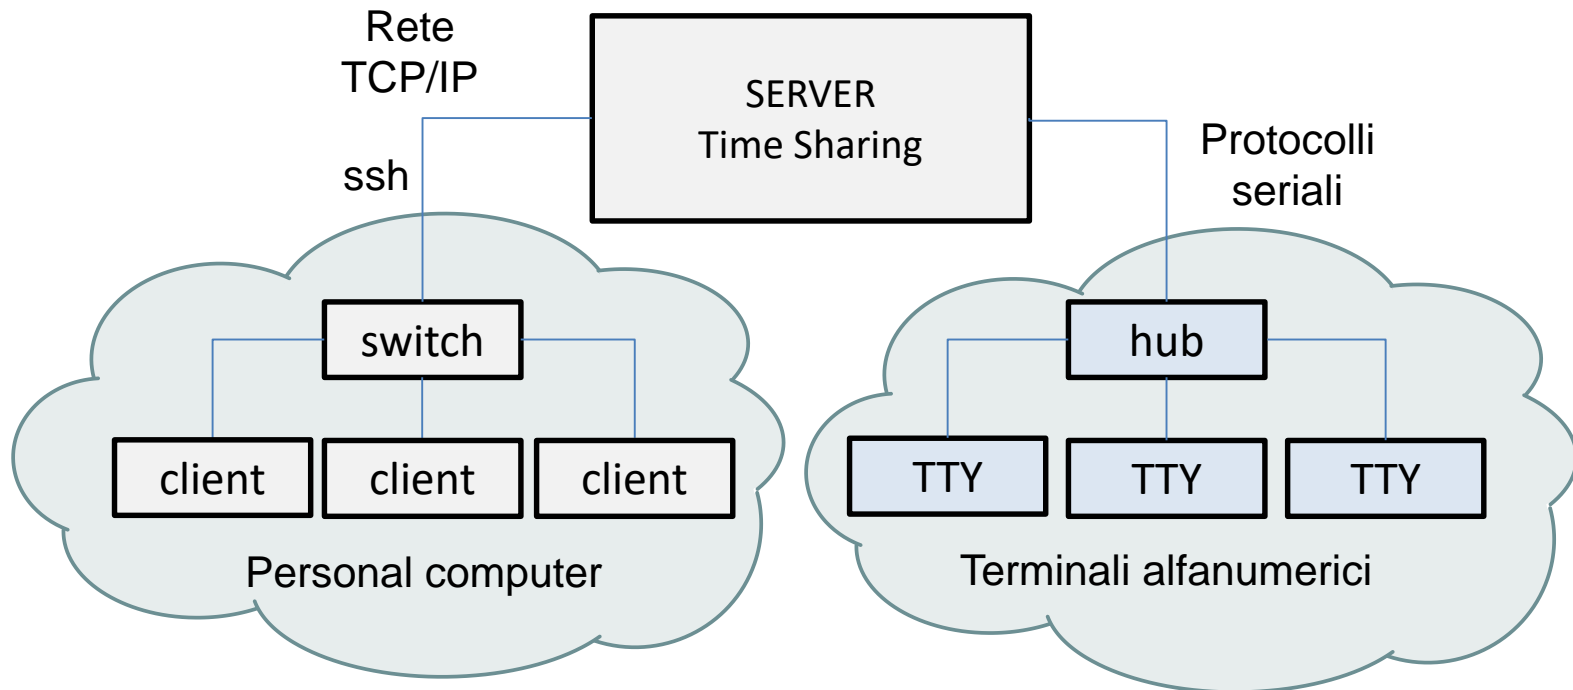 Rete
TCP/IP
SERVER
Time Sharing
Protocolli
seriali
ssh
switch
client
client
client
Personal computer
hub
TTY
TTY
TTY
Terminali alfanumerici